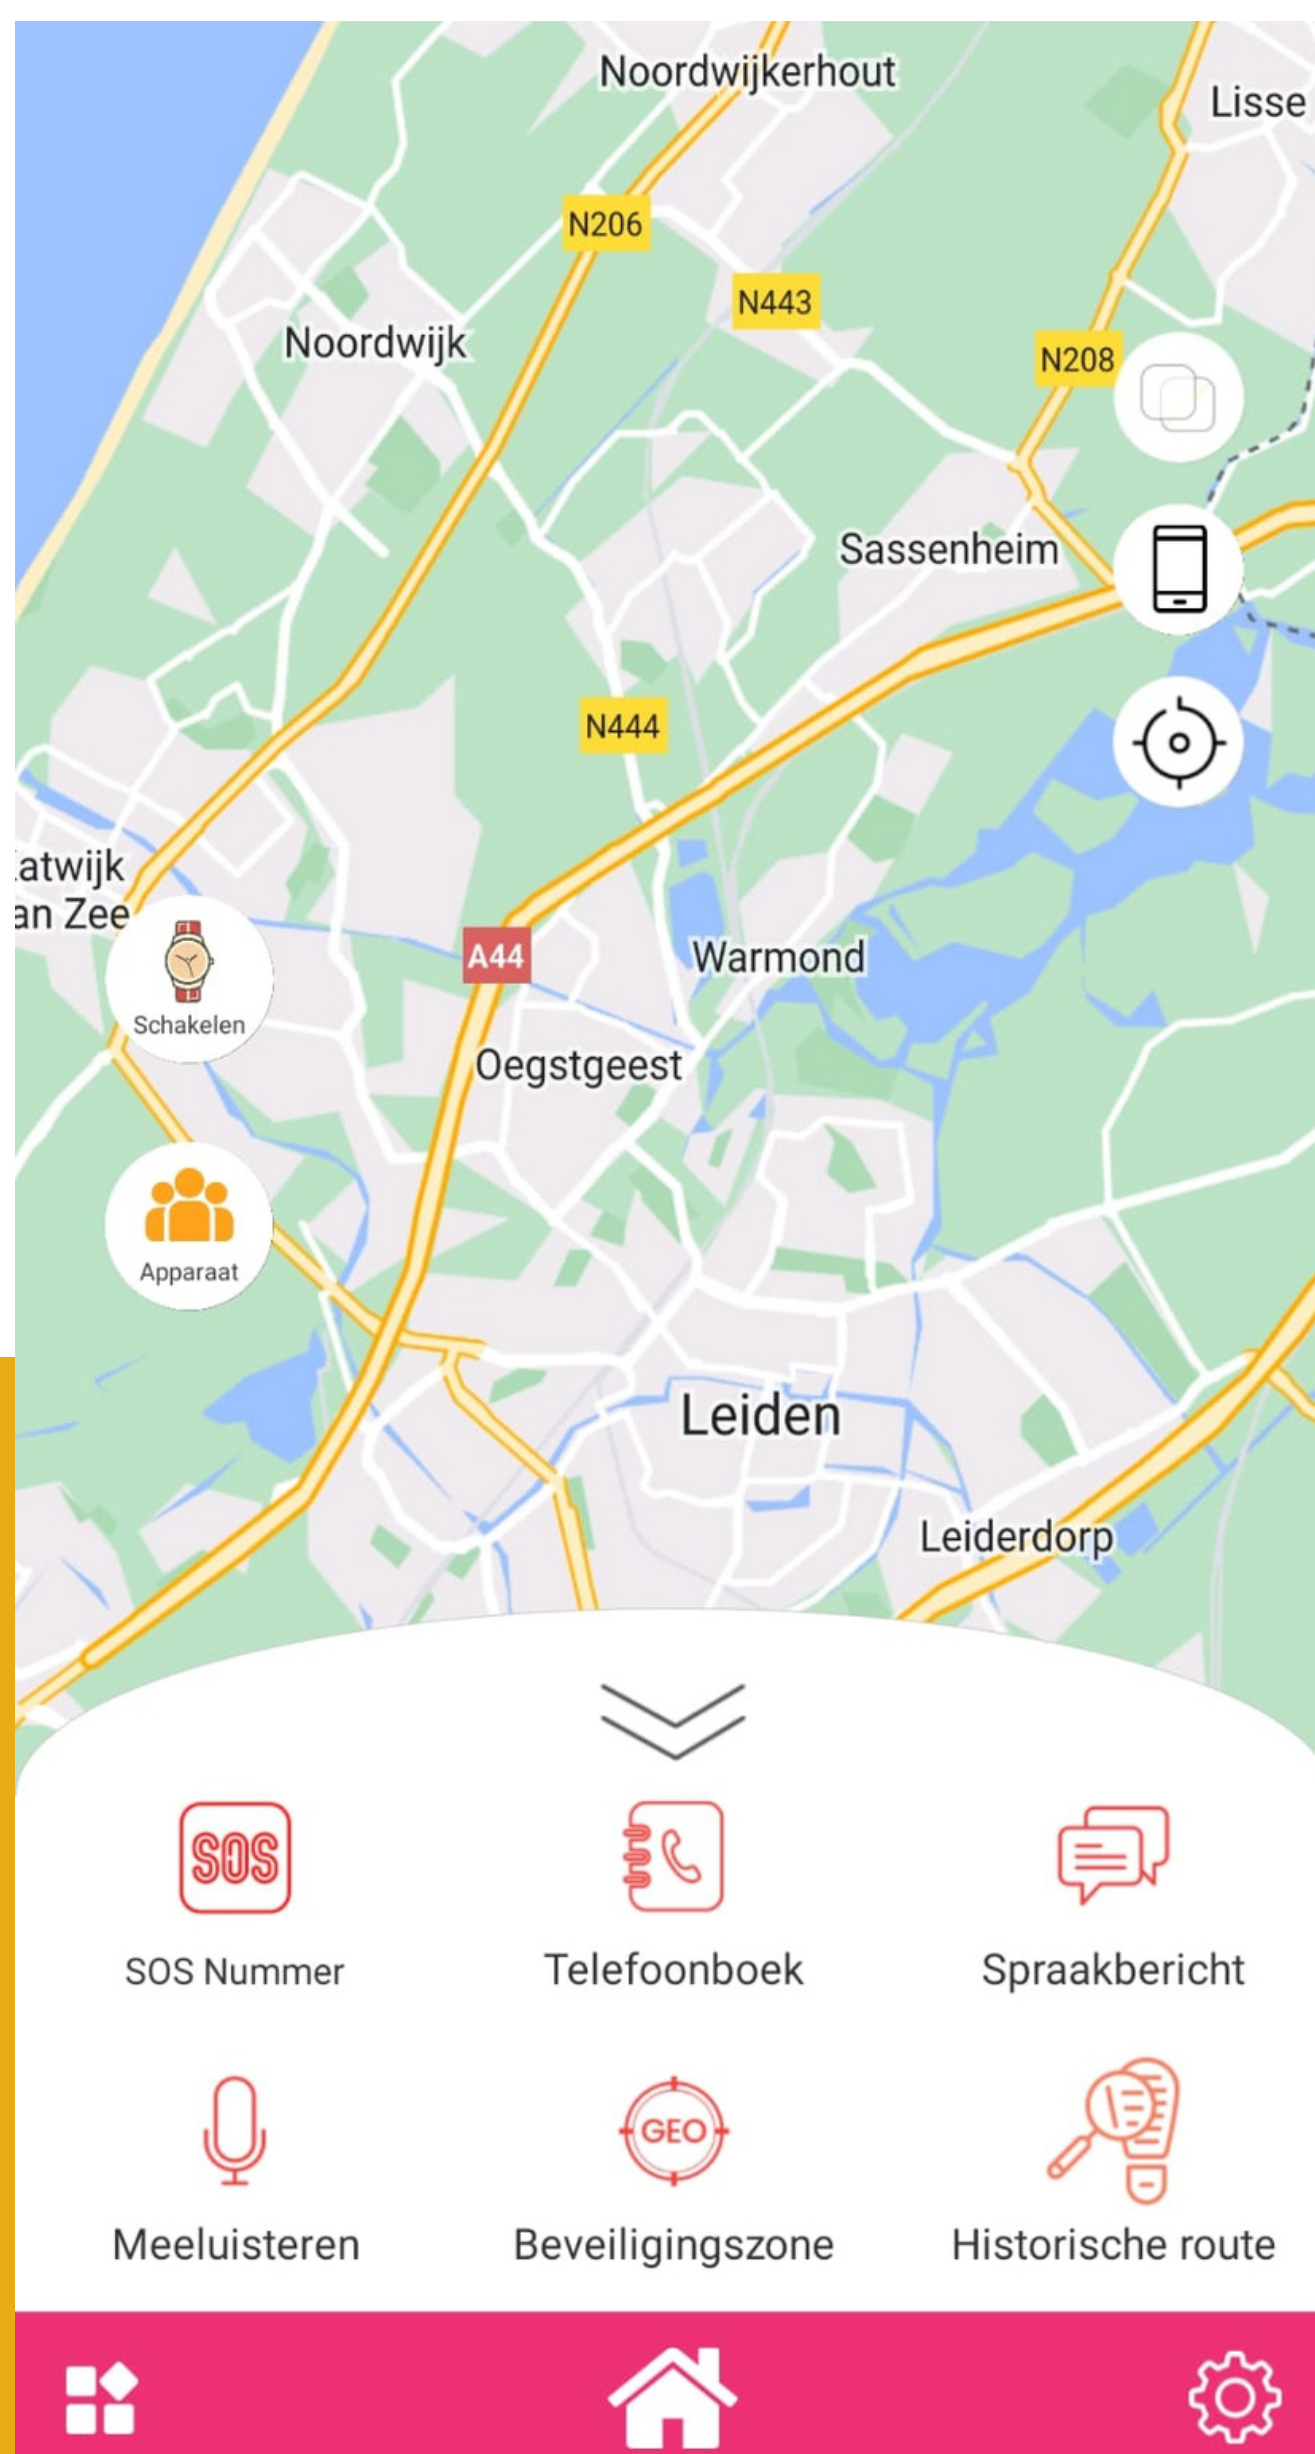 Noordwijkerhout
Lisse
N206
N443
Noordwijk
N208
Sassenheim
N444
atwijk
an Zee
A44
Warmond
Schakelen
Oegstgeest
Apparaat
Leiden
Leiderdorp
SOS
SOS Nummer
Telefoonboek
Spraakbericht
GEO
Meeluisteren
Beveiligingszone
Historische route